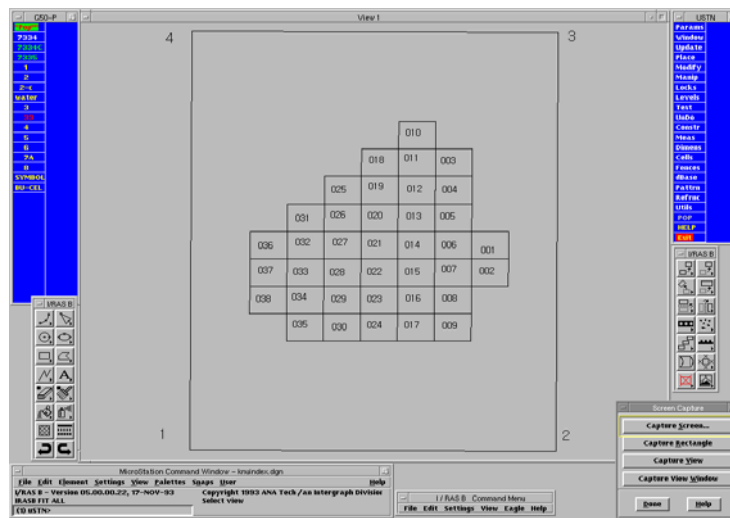 G50-P
View 1
USTN
7334
7334C
7335
1
2
2-C
water
3
4
5
6
7A
8
SYMBOL
BU-CEL
4
3
010
018 011 003
025 019 012 004
031 026 020 013 005
036 032 027 021 014 006 001
037 033 028 022 015 007 002
038 034 029 023 016 008
035 030 024 017 009
1
2
Params
Window
Update
Place
Modify
Manip
Locks
Levels
Text
UnDo
Constr
Meas
Dimens
Cells
Fences
dBase
Pattrn
Refrnc
Utils
POP
HELP
Exit
I/RAS B
I/RAS B
Screen Capture
Capture Screen...
Capture Rectangle
Capture View
Capture View Window
Done Help
MicroStation Command Window - knuindex.dgn
File Edit Element Settings View Palettes Snaps User Help
I/RAS B - Version 05.00.00.22, 17-NOV-93 Copyright 1993 ANA Tech /an Intergraph Division
IRASB FIT ALL Select view
(1) uSTN>
I / RAS B Command Menu
File Edit Settings View Eagle Help